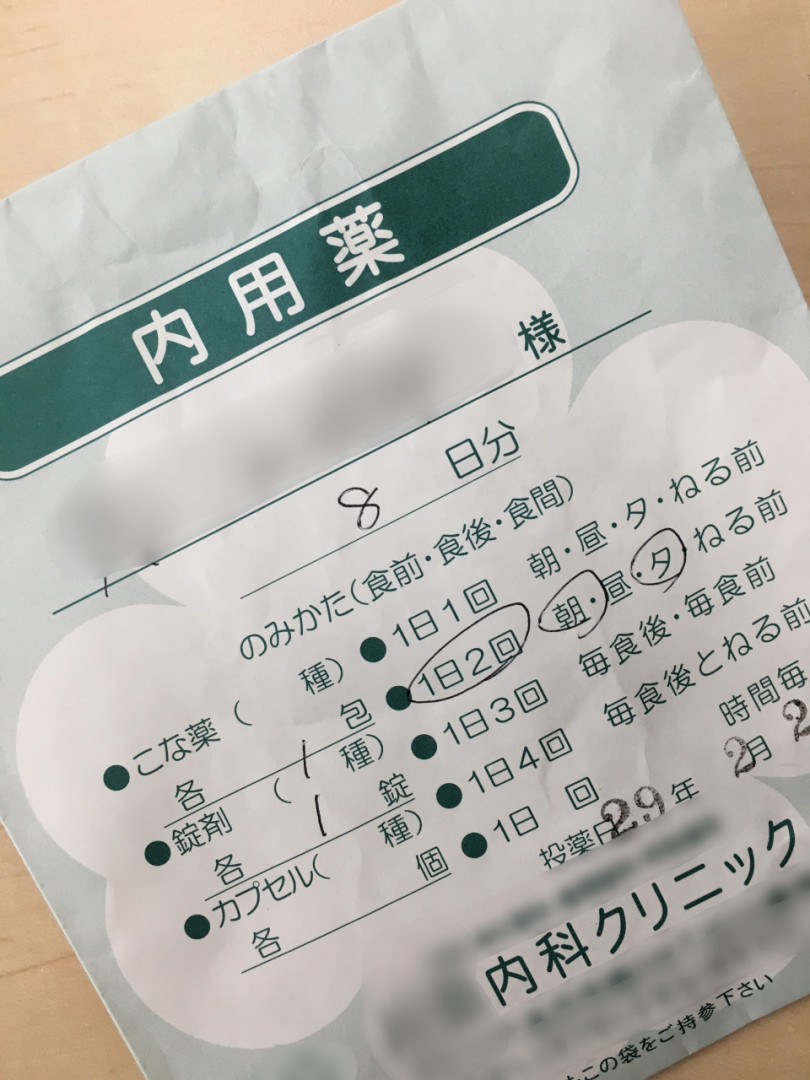 内用薬
様
8 日分
のみかた(食前・食後・食間)
●1日1回 朝・昼・夕・ねる前
●1日2回 朝・昼・夕・ねる前
●1日3回 毎食後・毎食前
●1日4回 毎食後とねる前
●1日 回 時間毎
●こな薬( 種)
各 包
●錠剤 ( 1 種)
各 1 錠
●カプセル( 種)
各 個
投薬日 29年 2月 2
内科クリニック
この袋をご持参下さい